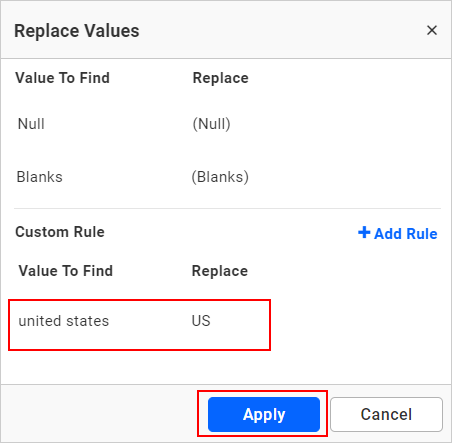 Replace Values ×
Value To Find Replace
Null (Null)
Blanks (Blanks)
Custom Rule + Add Rule
Value To Find Replace
united states US
Apply Cancel